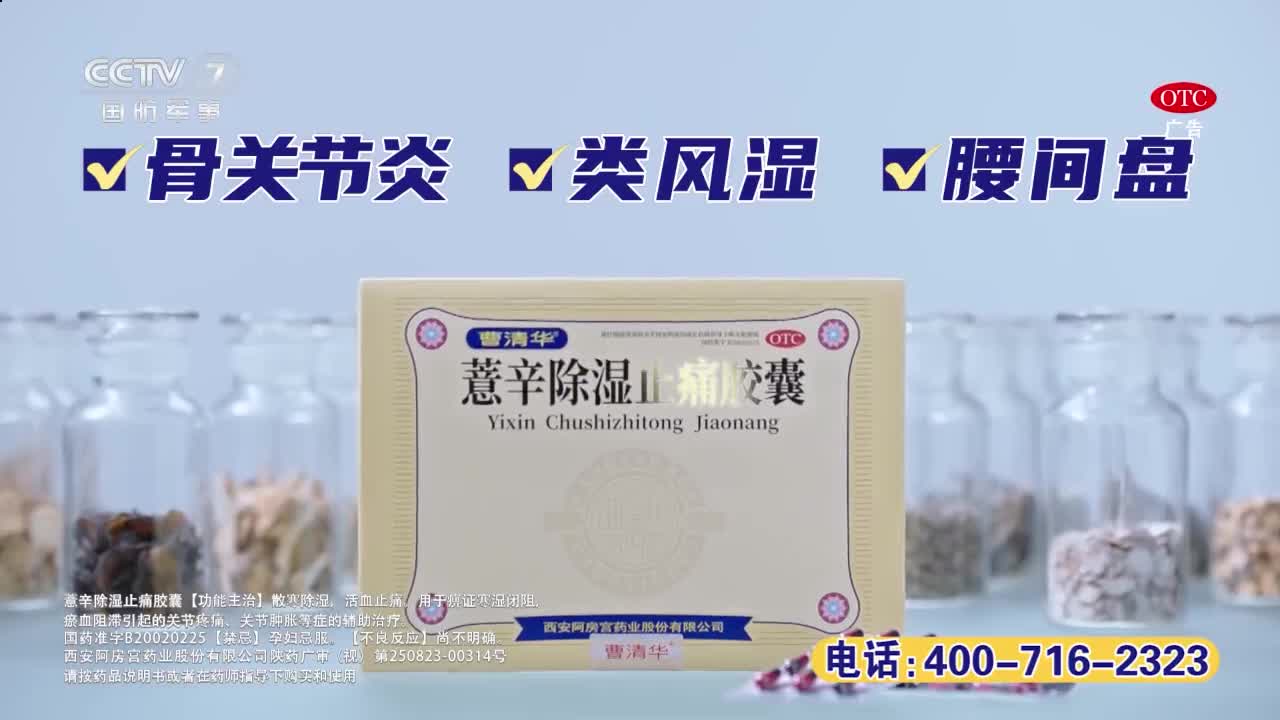 CCTV 7
国防军事
OTC
广告
骨关节炎 类风湿 腰间盘
曹清华®
OTC
薏辛除湿止痛胶囊
Yixin Chushizhitong Jiaonang
西安阿房宫药业股份有限公司
曹清华
薏辛除湿止痛胶囊【功能主治】散寒除湿，活血止痛。用于痹证寒湿闭阻，
瘀血阻滞引起的关节疼痛、关节肿胀等症的辅助治疗。
国药准字B20020225【禁忌】孕妇忌服。【不良反应】尚不明确。
西安阿房宫药业股份有限公司陕药广审（视）第250823-00314号
请按药品说明书或者在药师指导下购买和使用
电话：400-716-2323